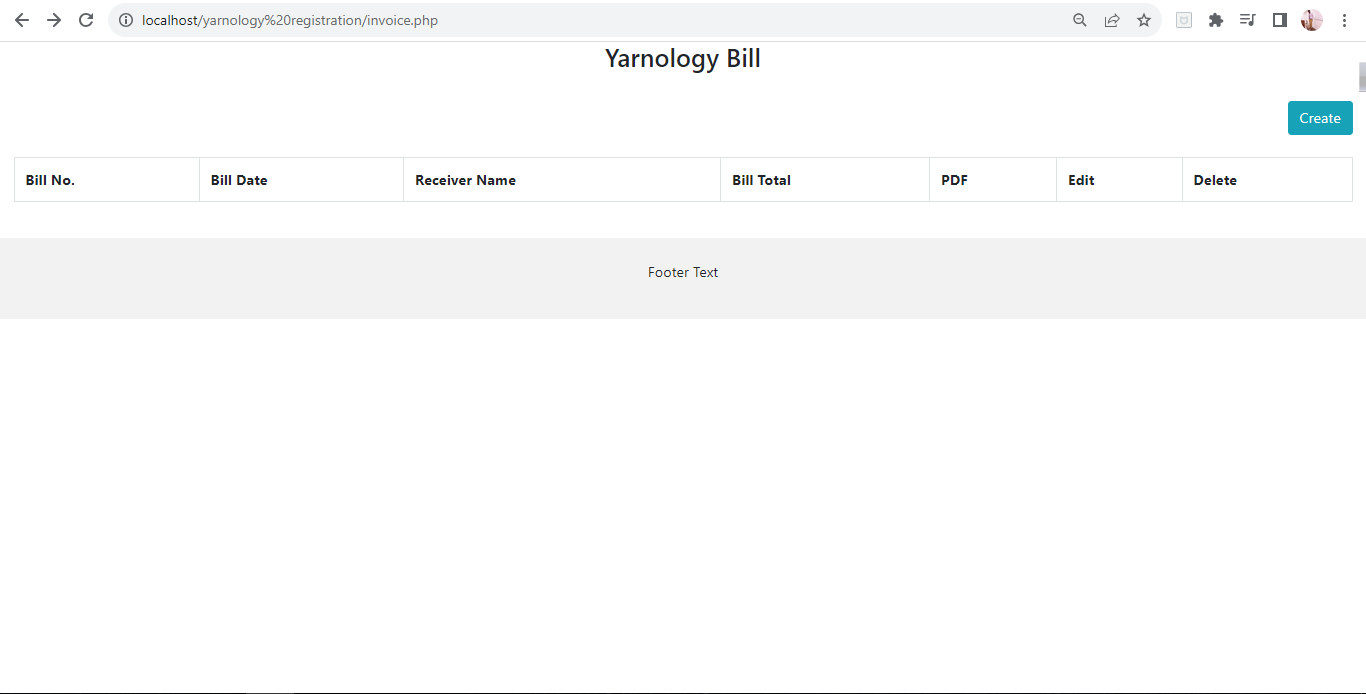 localhost/yarnology%20registration/invoice.php
Yarnology Bill
Create
Bill No. Bill Date Receiver Name Bill Total PDF Edit Delete
Footer Text